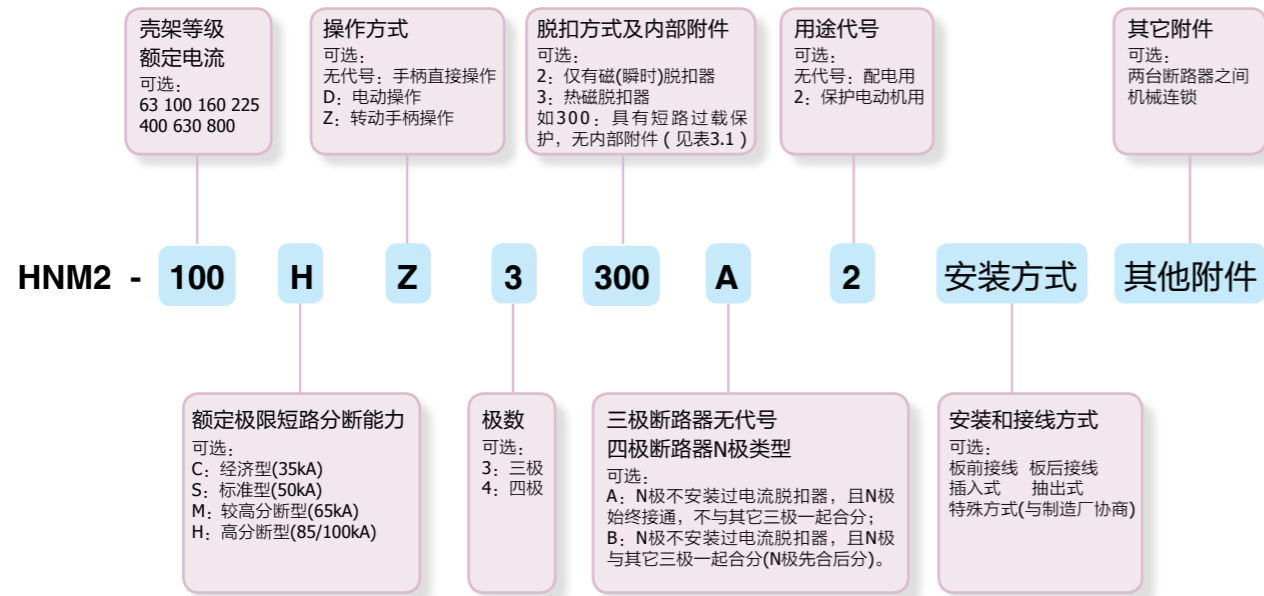 壳架等级
额定电流
可选：
63 100 160 225
400 630 800
操作方式
可选：
无代号：手柄直接操作
D：电动操作
Z：转动手柄操作
脱扣方式及内部附件
可选：
2：仅有磁(瞬时)脱扣器
3：热磁脱扣器
如300：具有短路过载保
护，无内部附件 ( 见表3.1 )
用途代号
可选：
无代号：配电用
2：保护电动机用
其它附件
可选：
两台断路器之间
机械连锁
HNM2 - 100 H Z 3 300 A 2 安装方式 其他附件
额定极限短路分断能力
可选：
C：经济型(35kA)
S：标准型(50kA)
M：较高分断型(65kA)
H：高分断型(85/100kA)
极数
可选：
3：三极
4：四极
三极断路器无代号
四极断路器N极类型
可选：
A：N极不安装过电流脱扣器，且N极
始终接通，不与其它三极一起合分；
B：N极不安装过电流脱扣器，且N极
与其它三极一起合分(N极先合后分)。
安装和接线方式
可选：
板前接线 板后接线
插入式 抽出式
特殊方式(与制造厂协商)